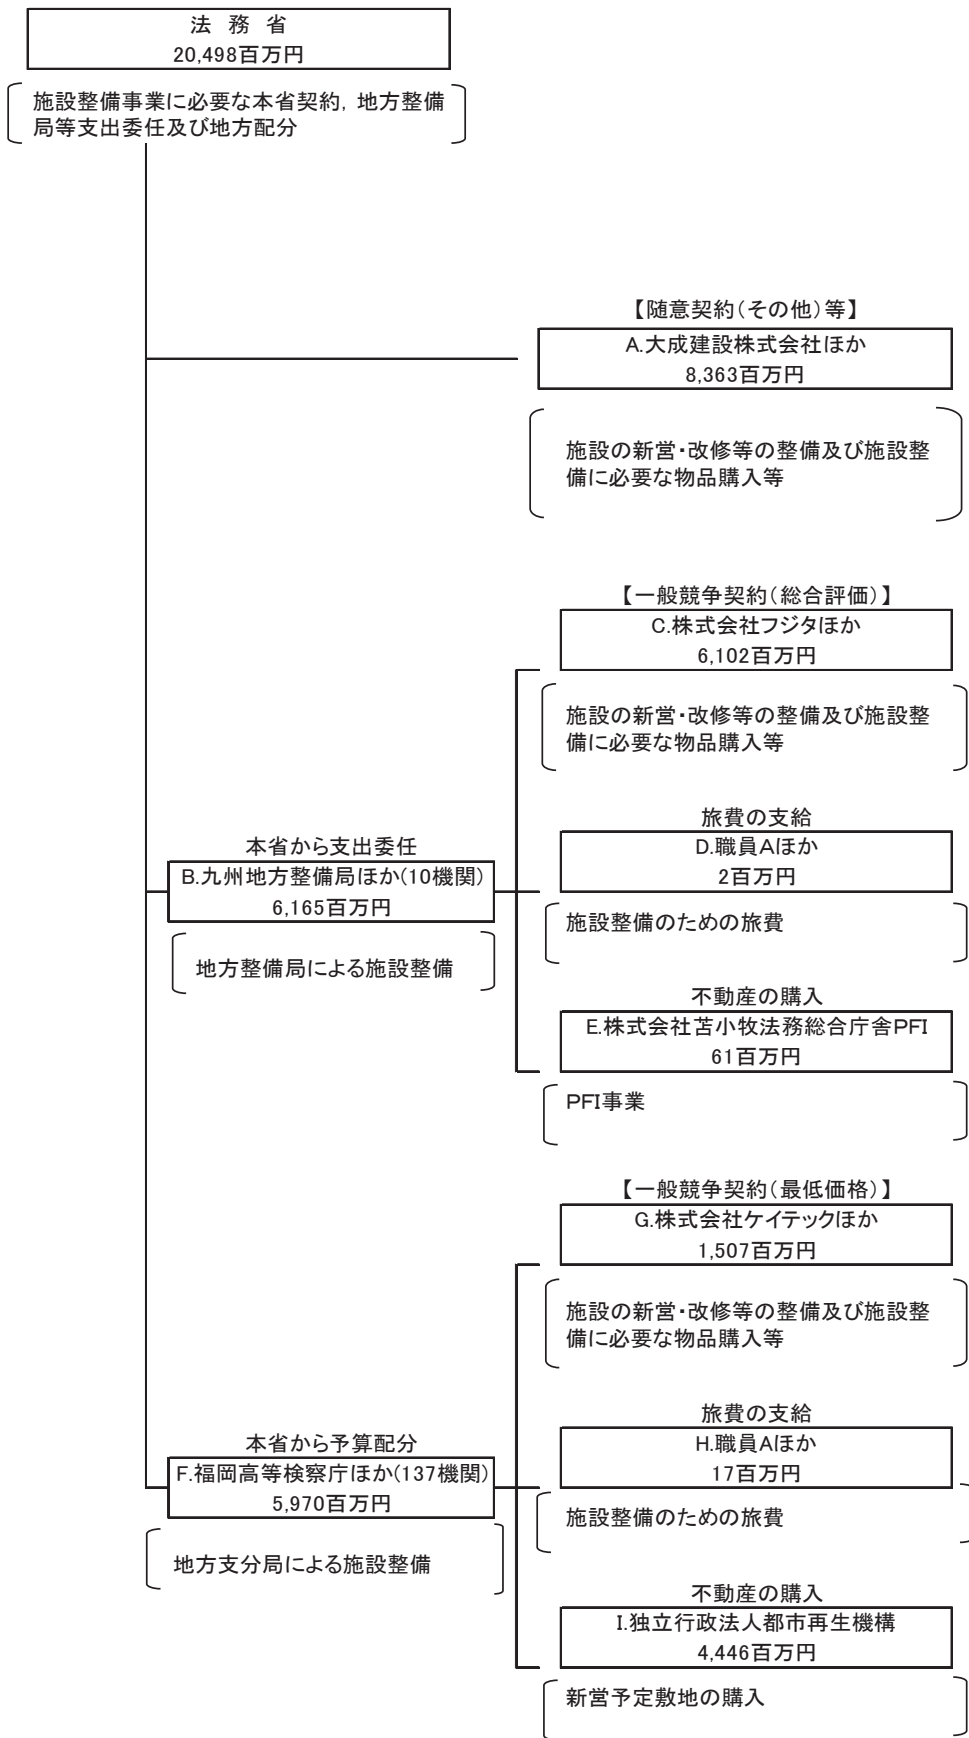 法　務　省
20,498百万円
施設整備事業に必要な本省契約，地方整備
局等支出委任及び地方配分
【随意契約（その他）等】
A.大成建設株式会社ほか
8,363百万円
施設の新営・改修等の整備及び施設整
備に必要な物品購入等
【一般競争契約（総合評価）】
C.株式会社フジタほか
6,102百万円
施設の新営・改修等の整備及び施設整
備に必要な物品購入等
旅費の支給
D.職員Aほか
2百万円
施設整備のための旅費
本省から支出委任
B.九州地方整備局ほか(10機関)
6,165百万円
地方整備局による施設整備
不動産の購入
E.株式会社苫小牧法務総合庁舎PFI
61百万円
PFI事業
【一般競争契約（最低価格）】
G.株式会社ケイテックほか
1,507百万円
施設の新営・改修等の整備及び施設整
備に必要な物品購入等
旅費の支給
H.職員Aほか
17百万円
施設整備のための旅費
本省から予算配分
F.福岡高等検察庁ほか(137機関)
5,970百万円
地方支分局による施設整備
不動産の購入
I.独立行政法人都市再生機構
4,446百万円
新営予定敷地の購入